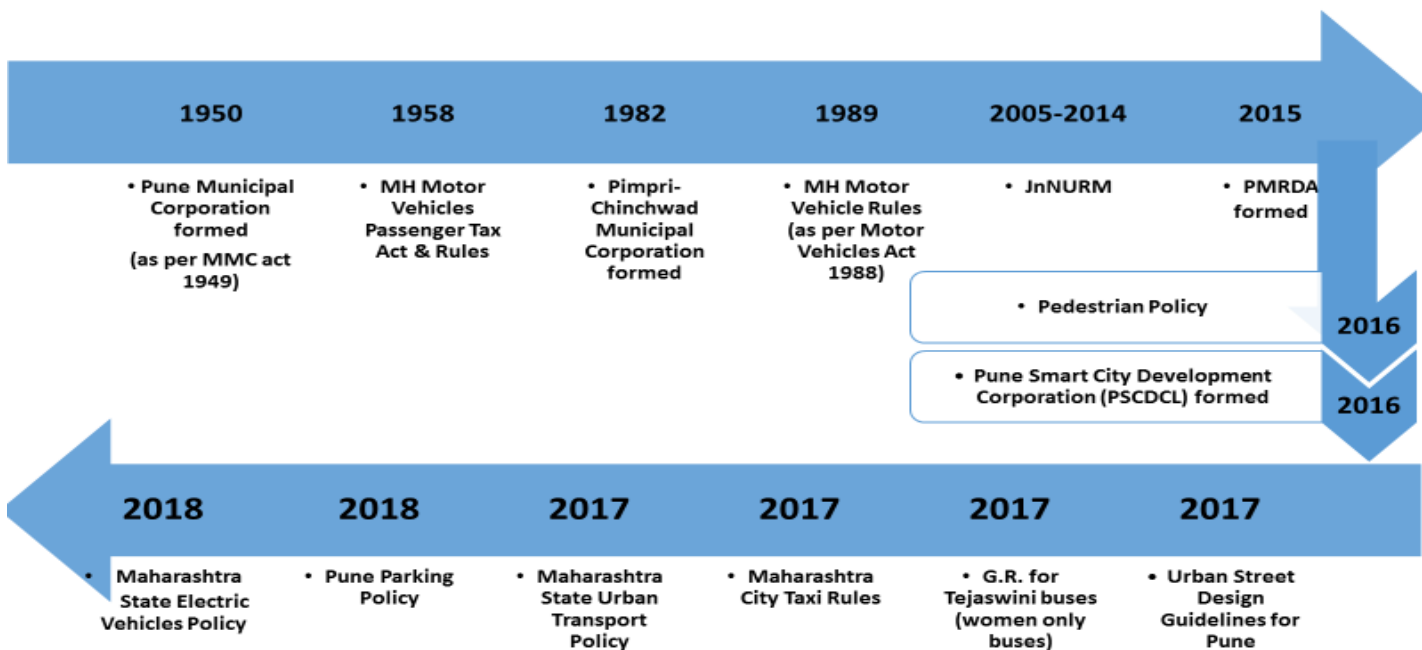 1950
1958
1982
1989
2005-2014
2015
• Pune Municipal
Corporation
formed
(as per MMC act
1949)
• MH Motor
Vehicles
Passenger Tax
Act & Rules
• Pimpri-
Chinchwad
Municipal
Corporation
formed
• MH Motor
Vehicle Rules
(as per Motor
Vehicles Act
1988)
• JnNURM
• PMRDA
formed
• Pedestrian Policy
2016
• Pune Smart City Development
Corporation (PSCDCL) formed
2016
2018
2018
2017
2017
2017
2017
• Maharashtra
State Electric
Vehicles Policy
• Pune Parking
Policy
• Maharashtra
State Urban
Transport
Policy
• Maharashtra
City Taxi Rules
• G.R. for
Tejaswini buses
(women only
buses)
• Urban Street
Design
Guidelines for
Pune